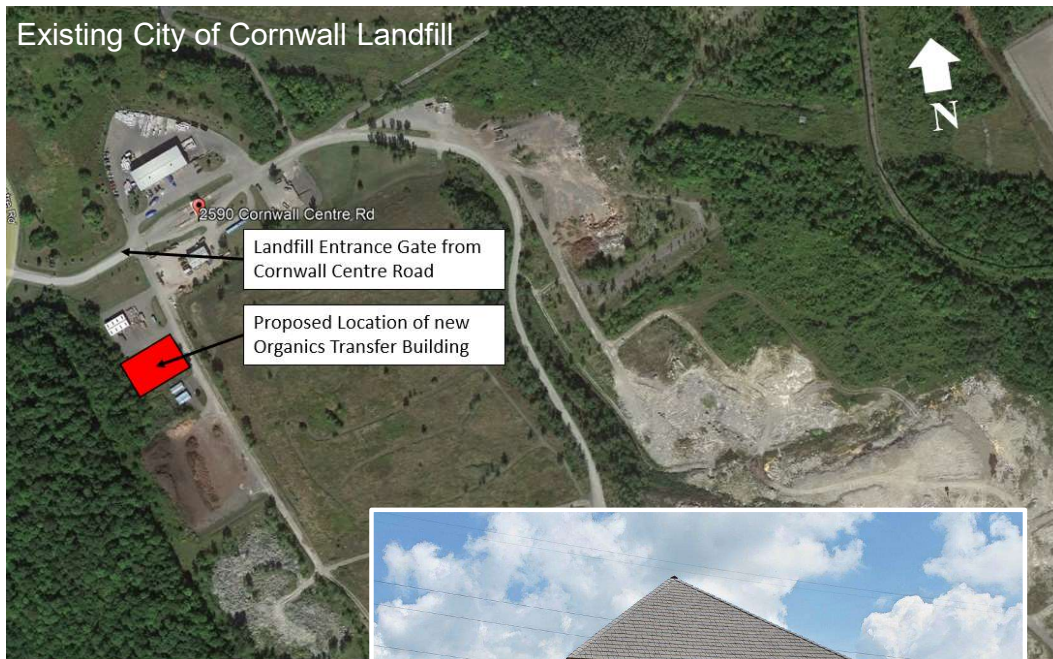 Existing City of Cornwall Landfill
N
2590 Cornwall Centre Rd
Landfill Entrance Gate from
Cornwall Centre Road
Proposed Location of new
Organics Transfer Building